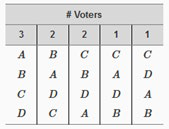 # Voters
3 2 2 1 1
A B C C C
B A B A D
C D D D A
D C A B B